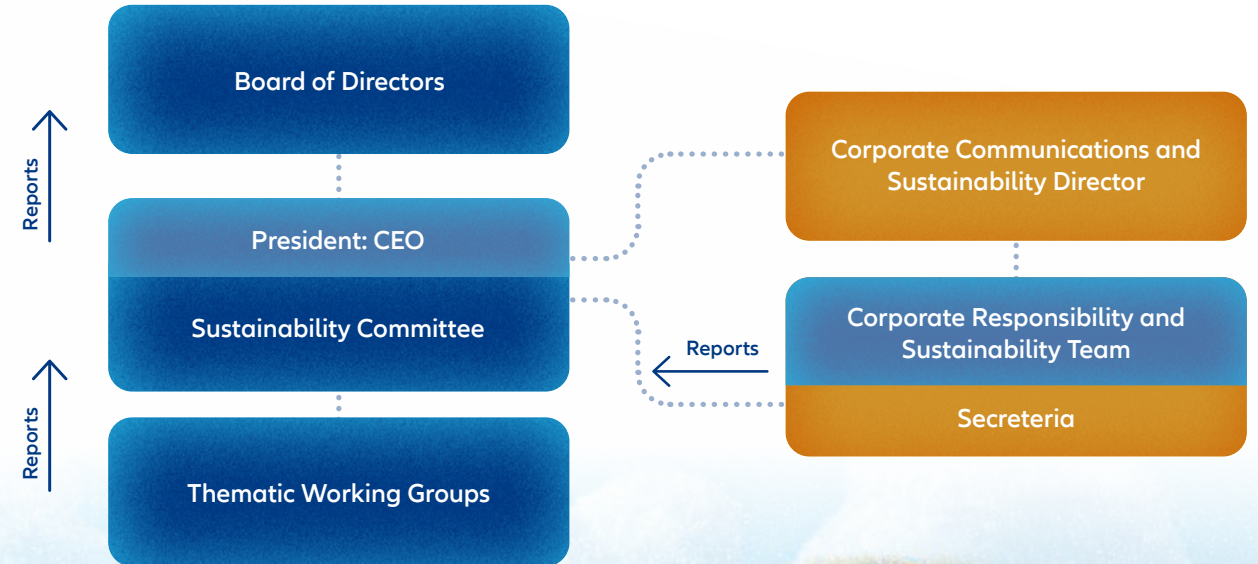 Board of Directors
Reports
President: CEO
Sustainability Committee
Reports
Thematic Working Groups
Corporate Communications and
Sustainability Director
Reports
Corporate Responsibility and
Sustainability Team
Secreteria